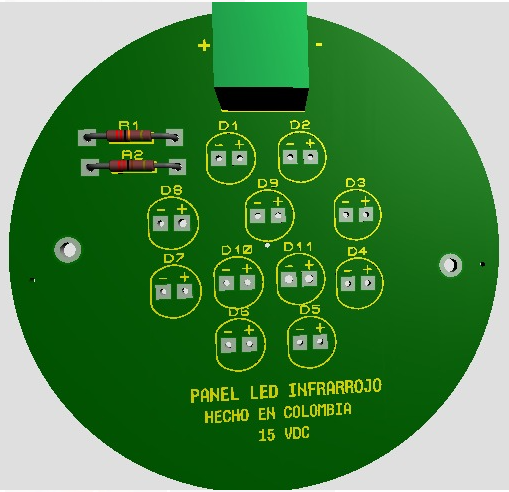 + -
R1
R2
D1 D2
- + - +
D8 D9 D3
- + - + - +
D7 D10 D11 D4
- + - + - + - +
D6 D5
- + - +
PANEL LED INFRARROJO
HECHO EN COLOMBIA
15 VDC